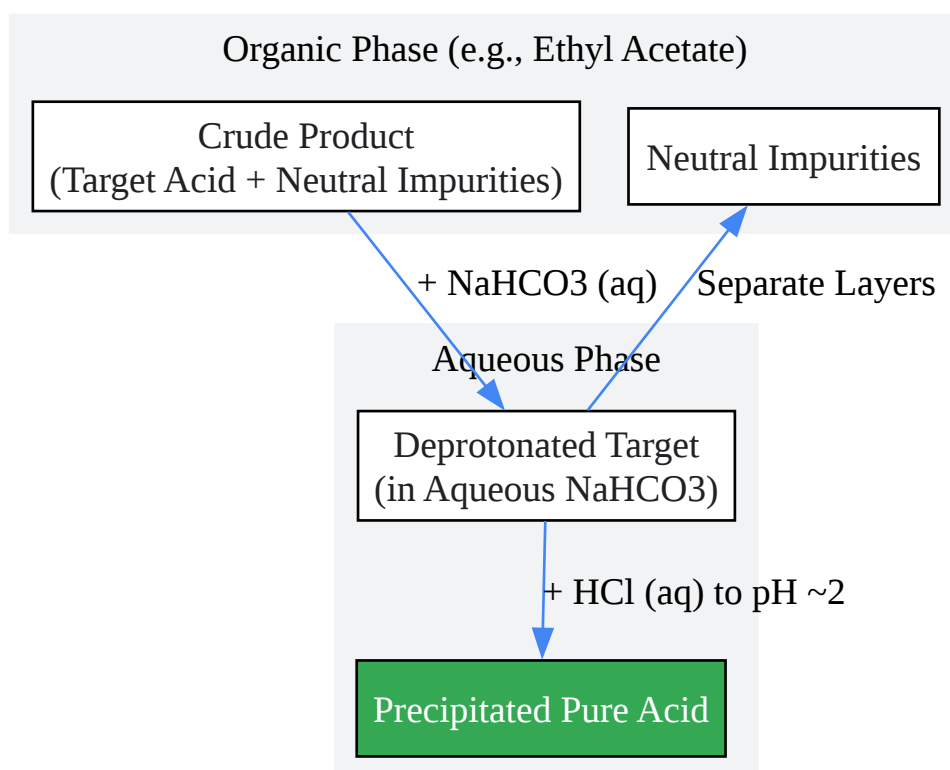 Organic Phase (e.g., Ethyl Acetate)
Crude Product
(Target Acid + Neutral Impurities)
Neutral Impurities
+ NaHCO3 (aq)
Separate Layers
Aqueous Phase
Deprotonated Target
(in Aqueous NaHCO3)
+ HCl (aq) to pH ~2
Precipitated Pure Acid